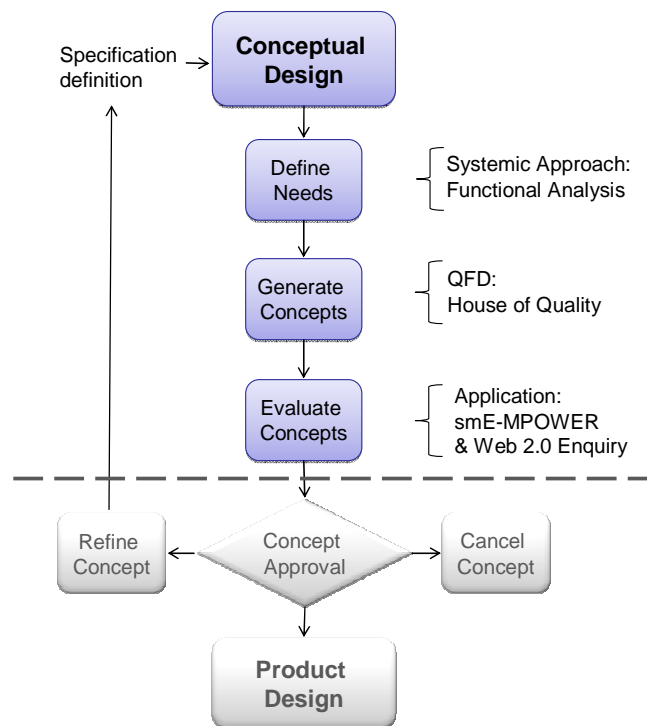 Specification
definition
Conceptual
Design
Define
Needs
Systemic Approach:
Functional Analysis
Generate
Concepts
QFD:
House of Quality
Evaluate
Concepts
Application:
smE-MPOWER
& Web 2.0 Enquiry
Refine
Concept
Concept
Approval
Cancel
Concept
Product
Design